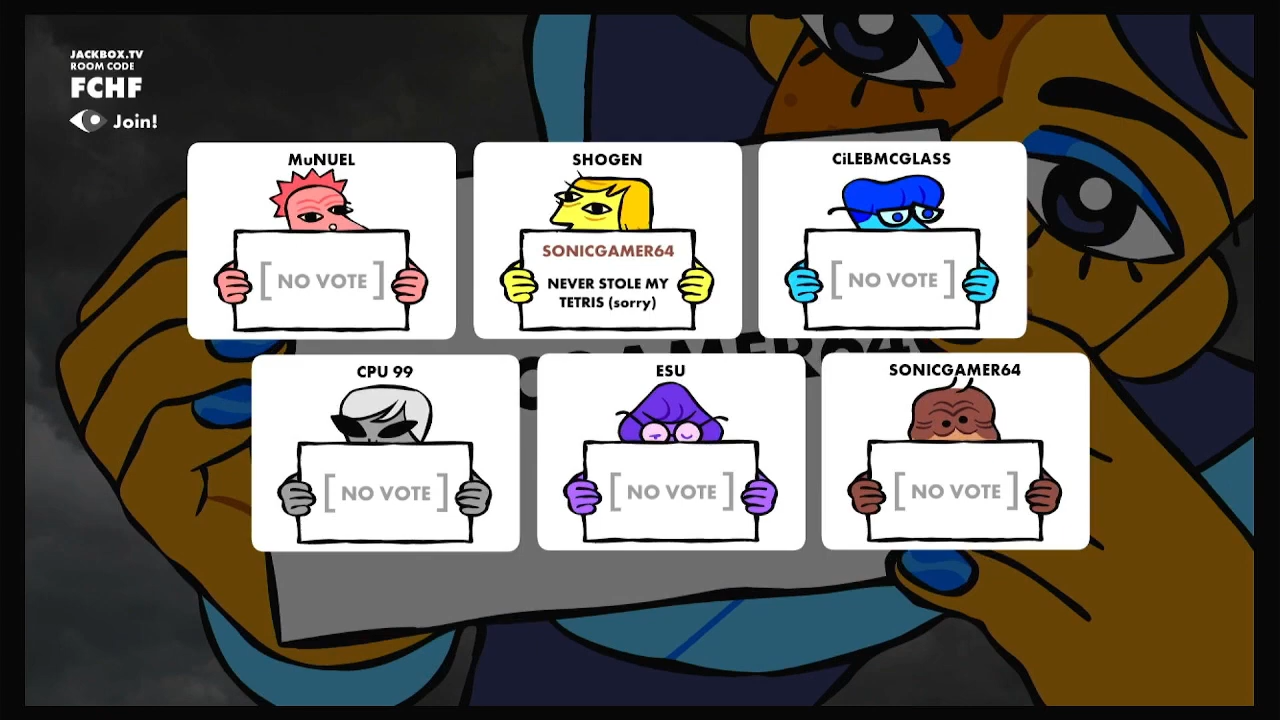 JACKBOX.TV
ROOM CODE
FCHF
Join!
MuNUEL
SHOGEN
CiLEBMCGLASS
[NO VOTE]
SONICGAMER64
NEVER STOLE MY
TETRIS (sorry)
[NO VOTE]
CPU 99
ESU
SONICGAMER64
[NO VOTE]
[NO VOTE]
[NO VOTE]